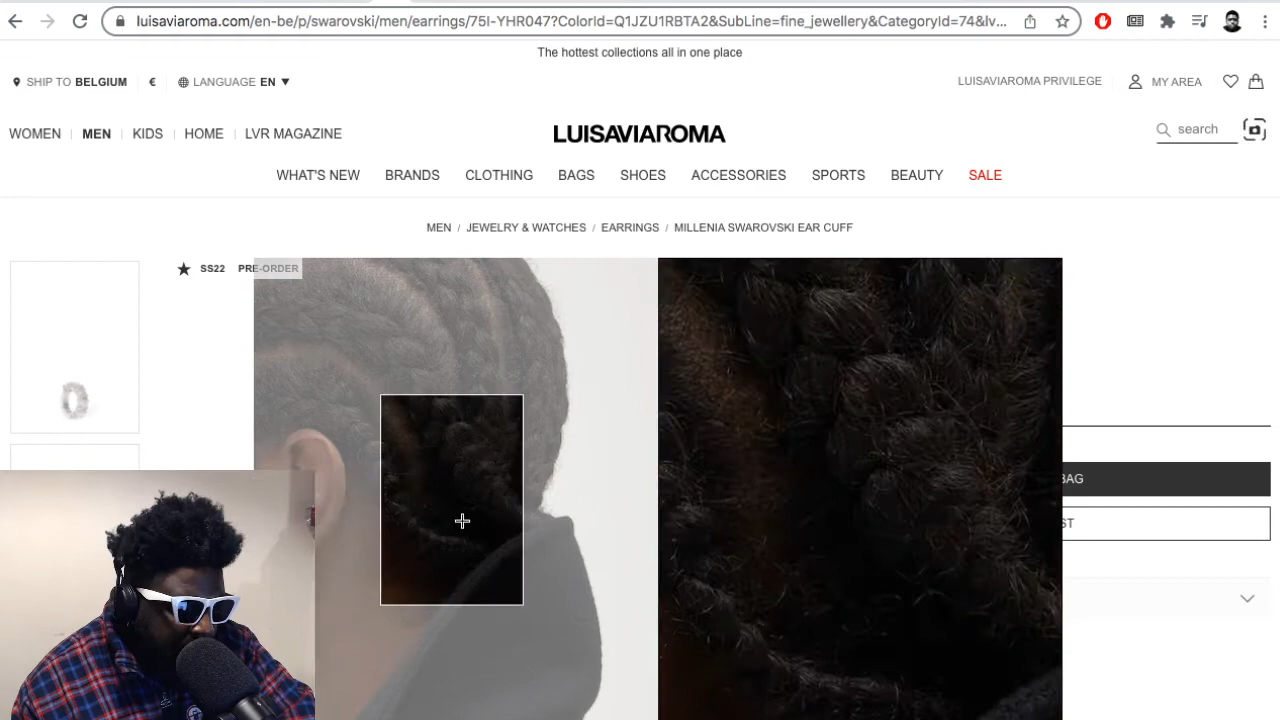 luisaviaroma.com/en-be/p/swarovski/men/earrings/75I-YHR047?ColorId=Q1JZU1RBTA2&SubLine=fine_jewellery&CategoryId=74&lv...
The hottest collections all in one place
SHIP TO BELGIUM € LANGUAGE EN LUISAVIAROMA PRIVILEGE MY AREA
WOMEN MEN KIDS HOME LVR MAGAZINE LUISAVIAROMA search
WHAT'S NEW BRANDS CLOTHING BAGS SHOES ACCESSORIES SPORTS BEAUTY SALE
MEN / JEWELRY & WATCHES / EARRINGS / MILLENIA SWAROVSKI EAR CUFF
SS22 PRE-ORDER
BAG
ST